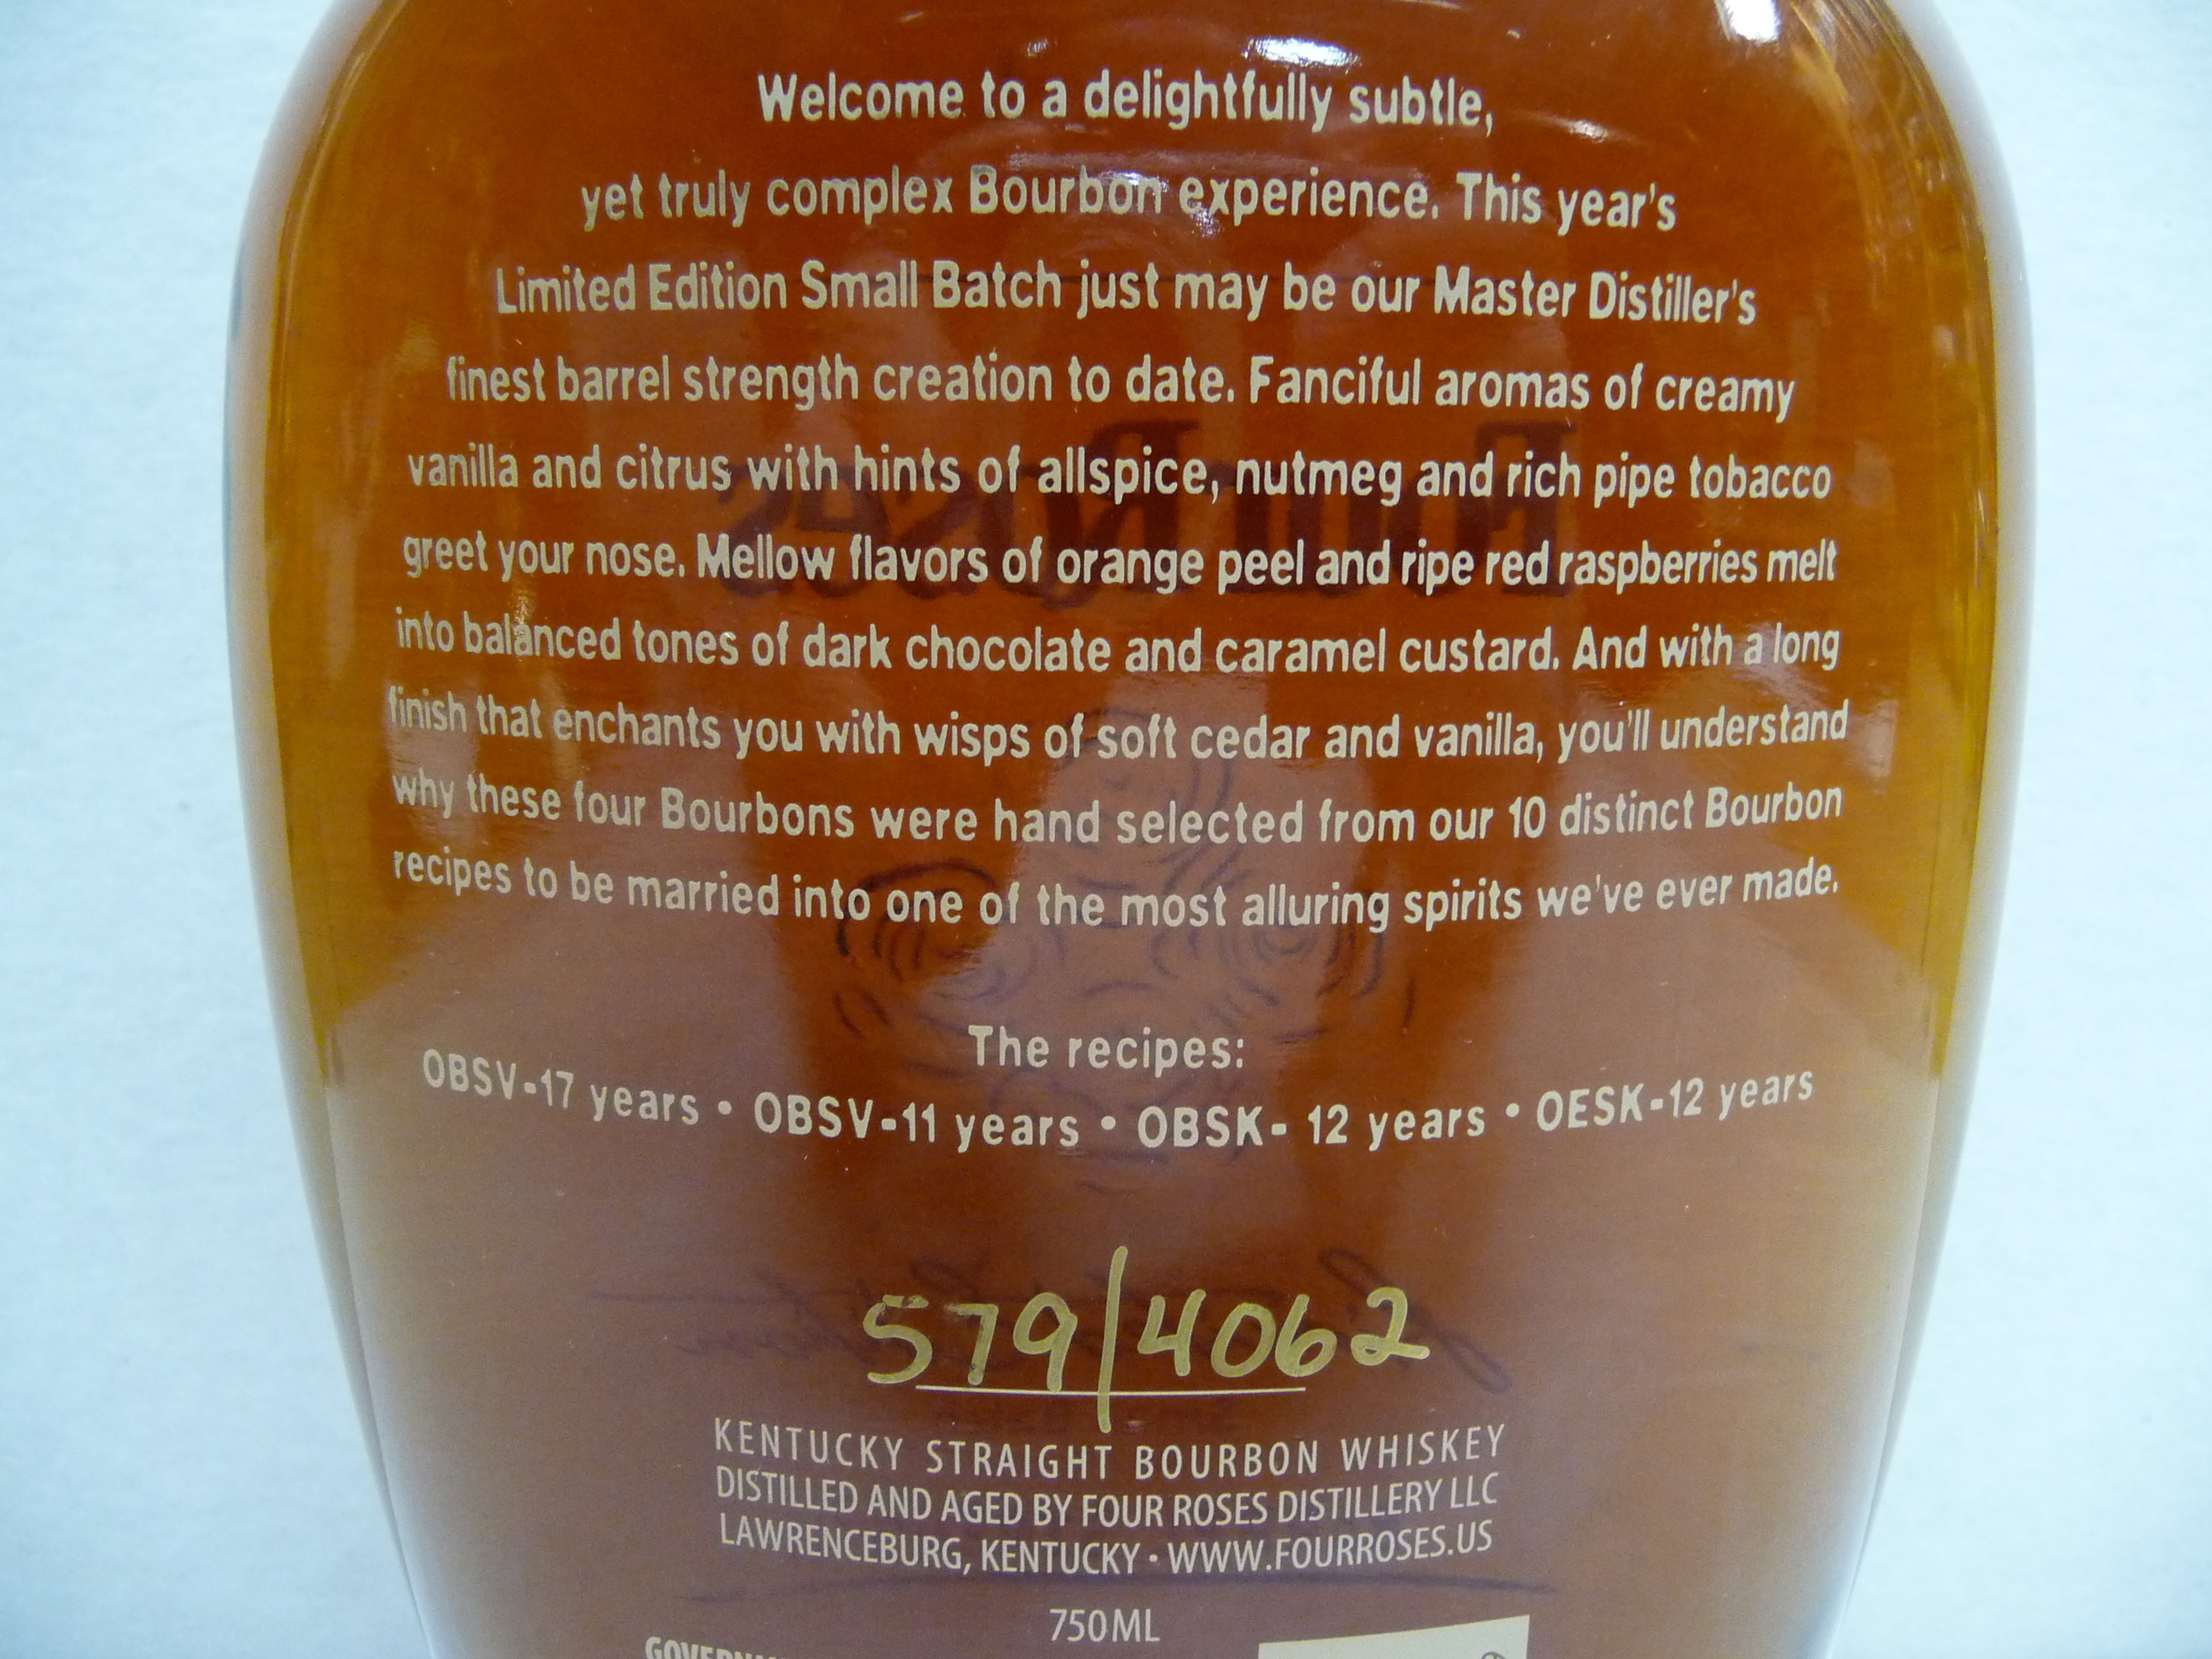 Welcome to a delightfully subtle,
yet truly complex Bourbon experience. This year's
Limited Edition Small Batch just may be our Master Distiller's
finest barrel strength creation to date. Fanciful aromas of creamy
vanilla and citrus with hints of allspice, nutmeg and rich pipe tobacco
greet your nose. Mellow flavors of orange peel and ripe red raspberries melt
into balanced tones of dark chocolate and caramel custard. And with a long
finish that enchants you with wisps of soft cedar and vanilla, you'll understand
why these four Bourbons were hand selected from our 10 distinct Bourbon
recipes to be married into one of the most alluring spirits we've ever made.
Four Roses
The recipes:
OBSV-17 years • OBSV-11 years • OBSK- 12 years • OESK-12 years
579/4062
KENTUCKY STRAIGHT BOURBON WHISKEY
DISTILLED AND AGED BY FOUR ROSES DISTILLERY LLC
LAWRENCEBURG, KENTUCKY · WWW.FOURROSES.US
750ML